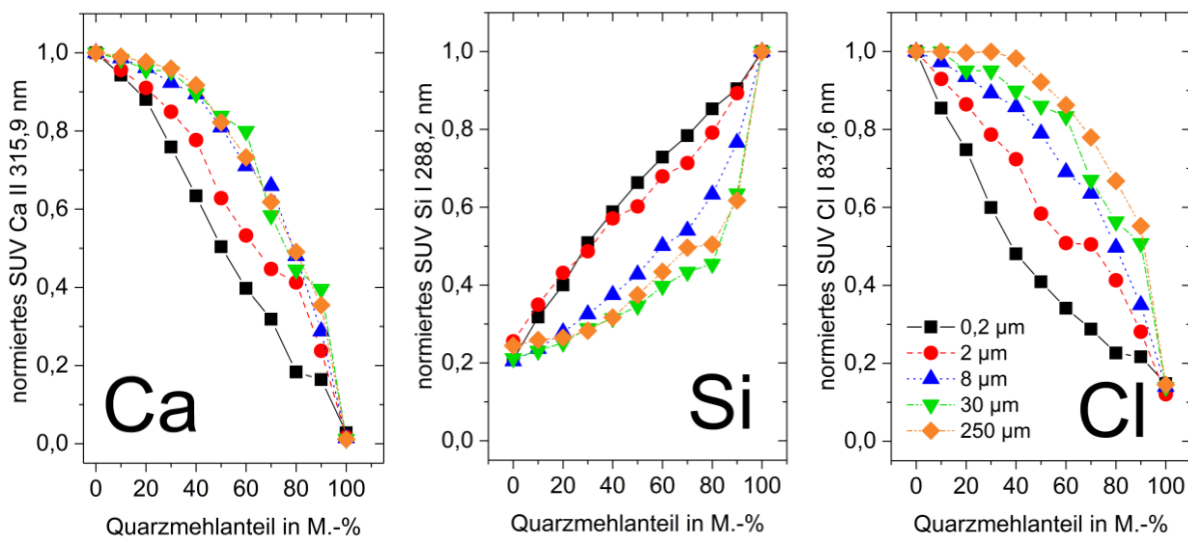 normiertes SUV Ca II 315,9 nm
1,0
0,8
0,6
0,4
0,2
0,0
Ca
0 20 40 60 80 100
Quarzmehlanteil in M.-%
normiertes SUV Si I 288,2 nm
1,0
0,8
0,6
0,4
0,2
0,0
Si
0 20 40 60 80 100
Quarzmehlanteil in M.-%
normiertes SUV Cl I 837,6 nm
1,0
0,8
0,6
0,4
0,2
0,0
0,2 µm
2 µm
8 µm
30 µm
250 µm
Cl
0 20 40 60 80 100
Quarzmehlanteil in M.-%